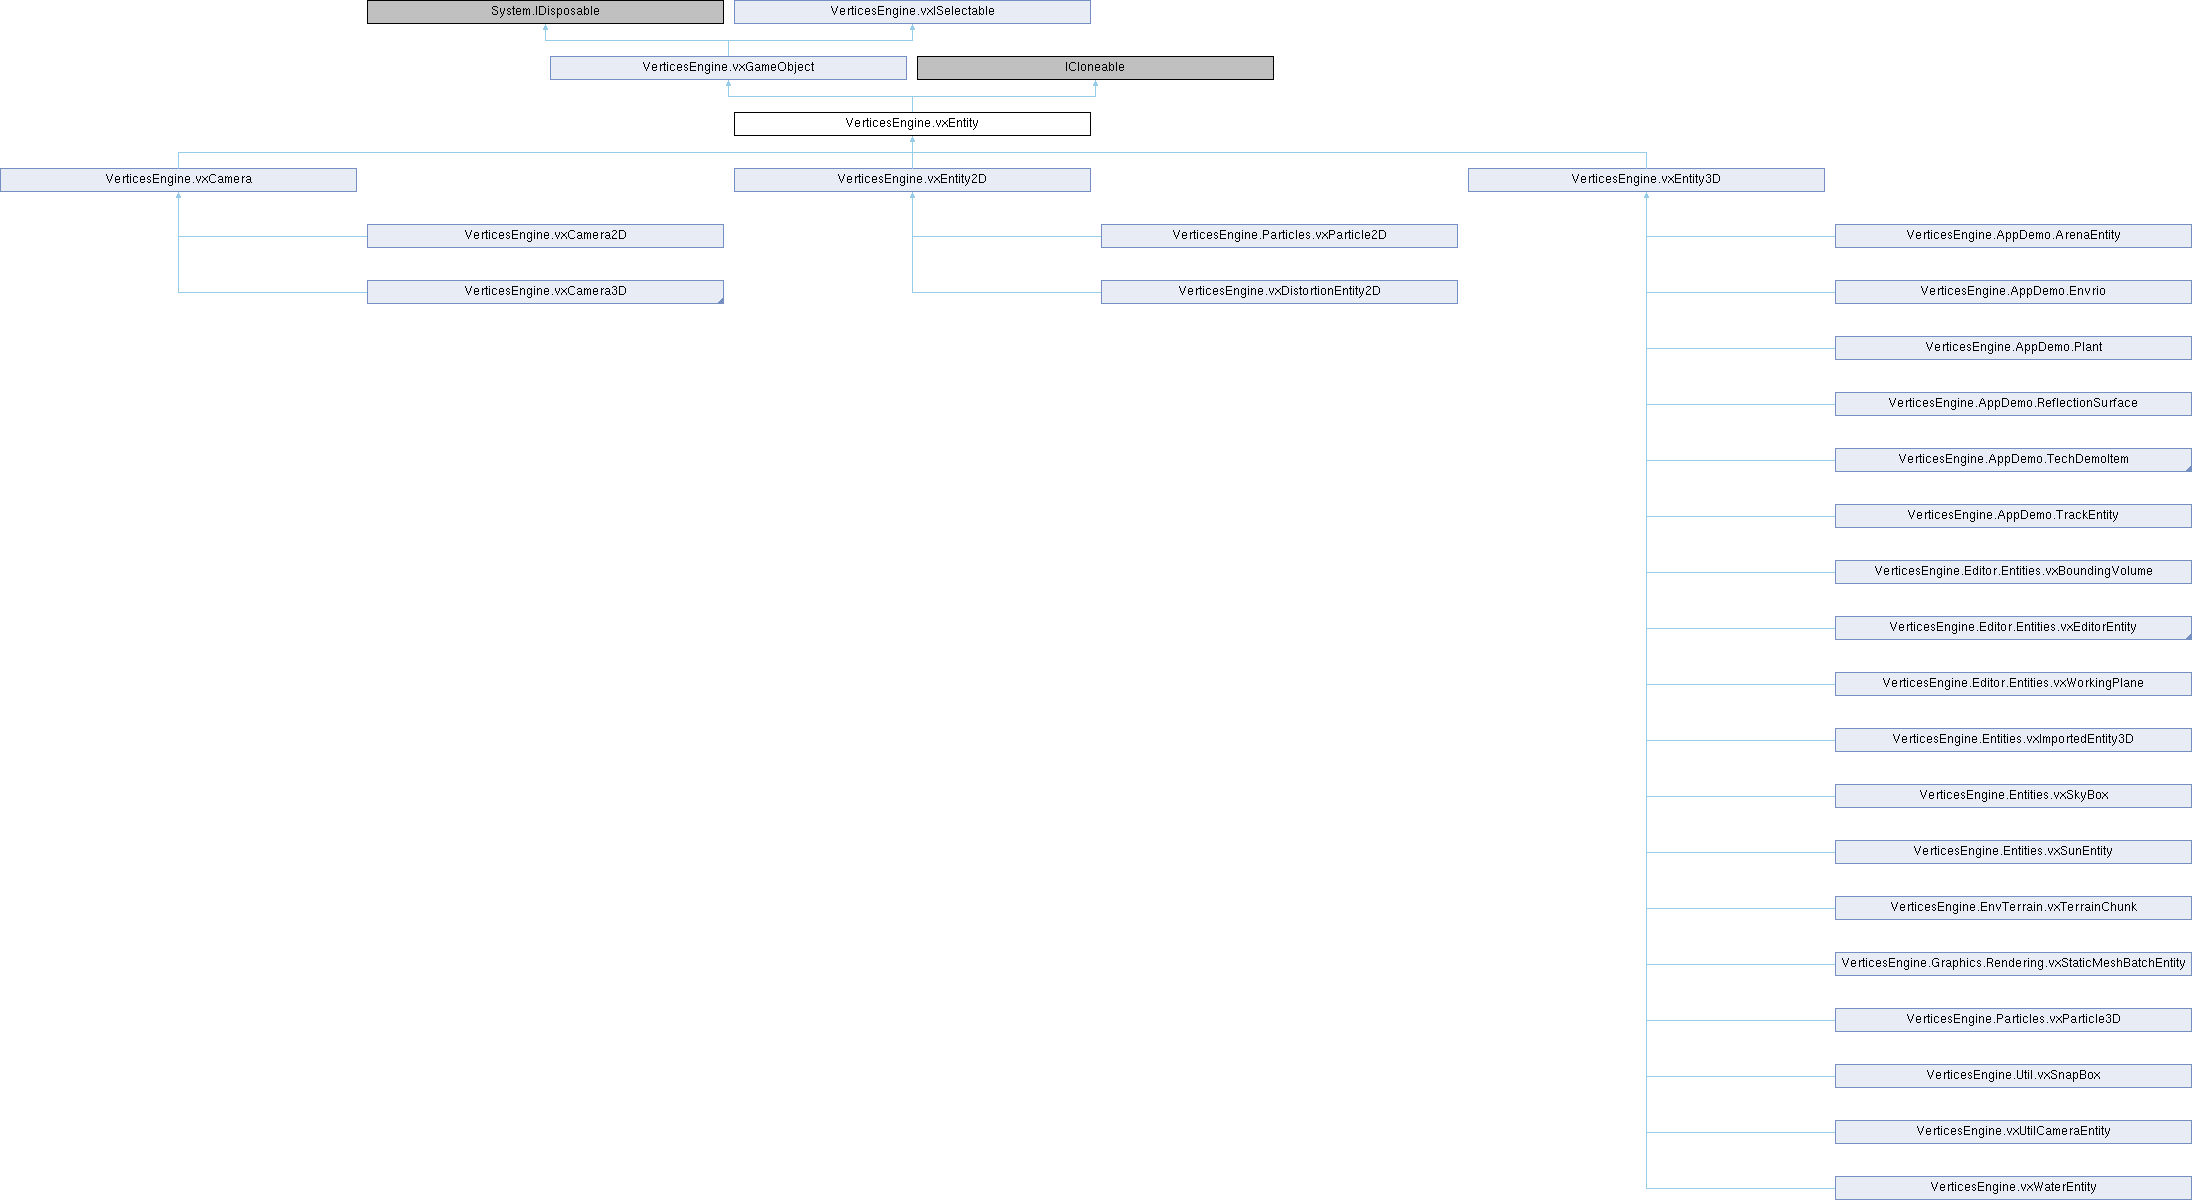 System.IDisposable
VerticesEngine.vxISelectable
VerticesEngine.vxGameObject
ICloneable
VerticesEngine.vxEntity
VerticesEngine.vxCamera
VerticesEngine.vxEntity2D
VerticesEngine.vxEntity3D
VerticesEngine.vxCamera2D
VerticesEngine.Particles.vxParticle2D
VerticesEngine.AppDemo.ArenaEntity
VerticesEngine.vxCamera3D
VerticesEngine.vxDistortionEntity2D
VerticesEngine.AppDemo.Envrio
VerticesEngine.AppDemo.Plant
VerticesEngine.AppDemo.ReflectionSurface
VerticesEngine.AppDemo.TechDemoItem
VerticesEngine.AppDemo.TrackEntity
VerticesEngine.Editor.Entities.vxBoundingVolume
VerticesEngine.Editor.Entities.vxEditorEntity
VerticesEngine.Editor.Entities.vxWorkingPlane
VerticesEngine.Entities.vxImportedEntity3D
VerticesEngine.Entities.vxSkyBox
VerticesEngine.Entities.vxSunEntity
VerticesEngine.EnvTerrain.vxTerrainChunk
VerticesEngine.Graphics.Rendering.vxStaticMeshBatchEntity
VerticesEngine.Particles.vxParticle3D
VerticesEngine.Util.vxSnapBox
VerticesEngine.vxUtilCameraEntity
VerticesEngine.vxWaterEntity